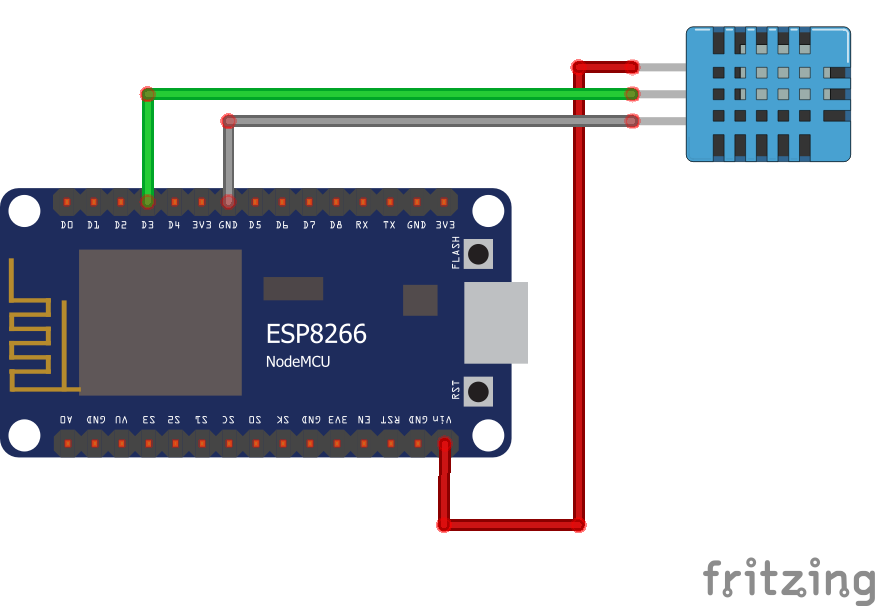 D0 D1 D2 D3 D4 3V3 GND D5 D6 D7 D8 RX TX GND 3V3
FLASH
ESP8266
NodeMCU
RST
A0 GND VU S3 S2 S1 SC S0 SK GND 3V3 EN RST GND Vin
fritzing